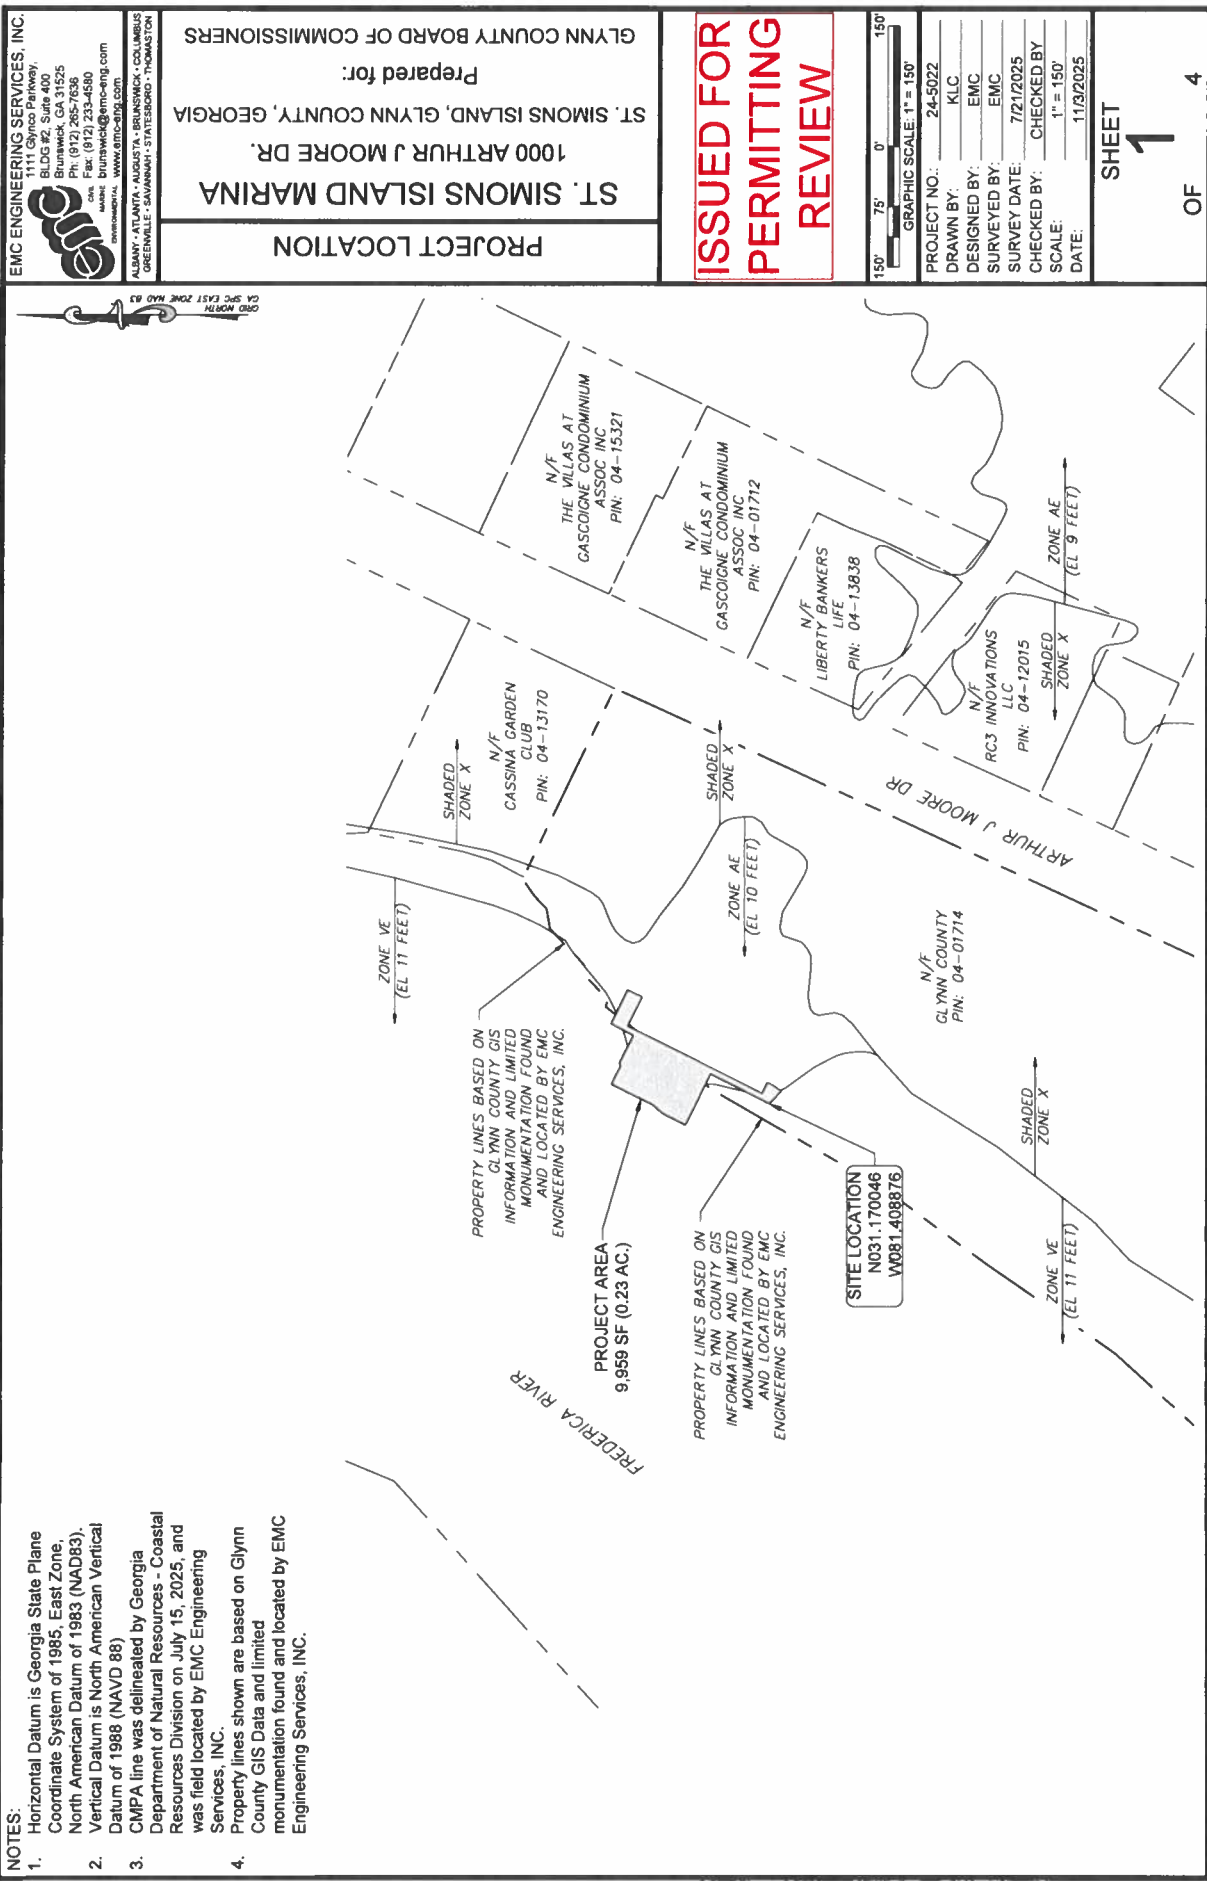 NOTES:
1. Horizontal Datum is Georgia State Plane
Coordinate System of 1985, East Zone,
North American Datum of 1983 (NAD83).
2. Vertical Datum is North American Vertical
Datum of 1988 (NAVD 88)
3. CMPA line was delineated by Georgia
Department of Natural Resources - Coastal
Resources Division on July 15, 2025, and
was field located by EMC Engineering
Services, INC.
4. Property lines shown are based on Glynn
County GIS Data and limited
monumentation found and located by EMC
Engineering Services, INC.
FREDERICA RIVER
PROJECT AREA
9,959 SF (0.23 AC.)
PROPERTY LINES BASED ON
GLYNN COUNTY GIS
INFORMATION AND LIMITED
MONUMENTATION FOUND
AND LOCATED BY EMC
ENGINEERING SERVICES, INC.
PROPERTY LINES BASED ON
GLYNN COUNTY GIS
INFORMATION AND LIMITED
MONUMENTATION FOUND
AND LOCATED BY EMC
ENGINEERING SERVICES, INC.
SITE LOCATION
N031.170046
W081.408876
ZONE VE
(EL 11 FEET)
ZONE VE
(EL 11 FEET)
SHADED
ZONE X
ZONE AE
(EL 10 FEET)
SHADED
ZONE X
SHADED
ZONE X
N/F
GLYNN COUNTY
PIN: 04-01714
N/F
CASSINA GARDEN
CLUB
PIN: 04-13170
ARTHUR J MOORE DR
N/F
THE VILLAS AT
GASCOIGNE CONDOMINIUM
ASSOC INC
PIN: 04-15321
N/F
THE VILLAS AT
GASCOIGNE CONDOMINIUM
ASSOC INC
PIN: 04-01712
N/F
LIBERTY BANKERS
LIFE
PIN: 04-13838
N/F
RC3 INNOVATIONS
LLC
PIN: 04-12015
SHADED
ZONE X
ZONE AE
(EL 9 FEET)
GRID NORTH
GA SPC EAST ZONE NAD 83
EMC ENGINEERING SERVICES, INC.
1111 Glynco Parkway,
BLDG #2, Suite 400
Brunswick, GA 31525
Ph: (912) 265-7636
Fax: (912) 233-4580
brunswick@emc-eng.com
www.emc-eng.com
emc
CIVIL
MARINE
ENVIRONMENTAL
ALBANY · ATLANTA · AUGUSTA · BRUNSWICK · COLUMBUS
GREENVILLE · SAVANNAH · STATESBORO · THOMASTON
PROJECT LOCATION
ST. SIMONS ISLAND MARINA
1000 ARTHUR J MOORE DR.
ST. SIMONS ISLAND, GLYNN COUNTY, GEORGIA
Prepared for:
GLYNN COUNTY BOARD OF COMMISSIONERS
ISSUED FOR
PERMITTING
REVIEW
150' 75' 0' 150'
GRAPHIC SCALE: 1" = 150'
PROJECT NO.: 24-5022
DRAWN BY: KLC
DESIGNED BY: EMC
SURVEYED BY: EMC
SURVEY DATE: 7/21/2025
CHECKED BY: CHECKED BY
SCALE: 1" = 150'
DATE: 11/3/2025
SHEET
1
OF 4